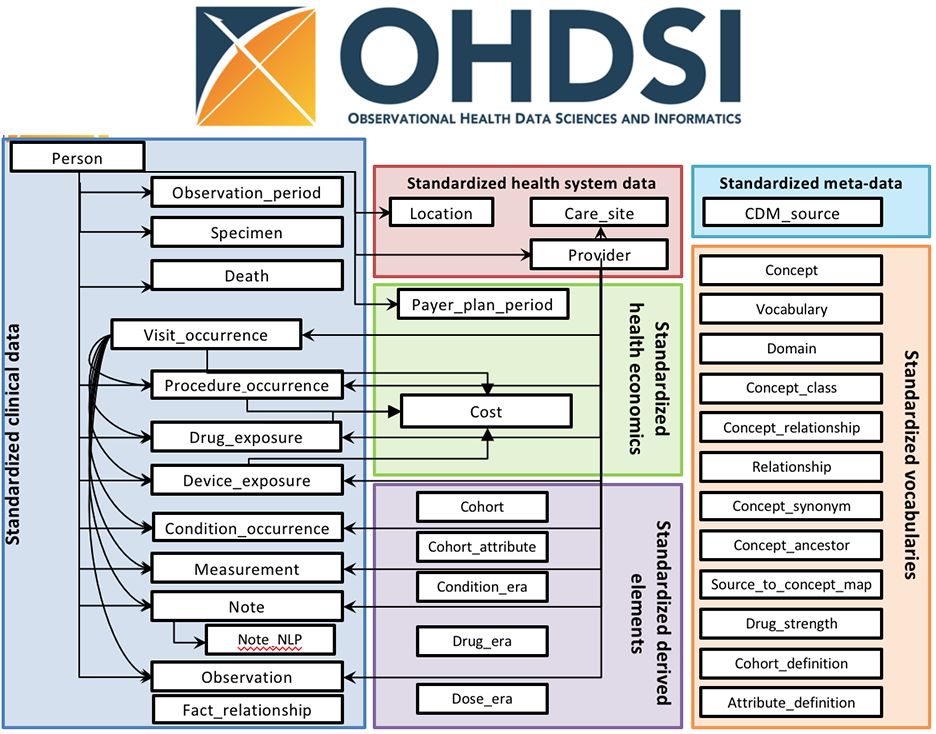 OHDSI
OBSERVATIONAL HEALTH DATA SCIENCES AND INFORMATICS
Standardized clinical data
Person
Observation_period
Specimen
Death
Visit_occurrence
Procedure_occurrence
Drug_exposure
Device_exposure
Condition_occurrence
Measurement
Note
Note_NLP
Observation
Fact_relationship
Standardized health system data
Location
Care_site
Provider
Standardized
health economics
Payer_plan_period
Cost
Standardized derived
elements
Cohort
Cohort_attribute
Condition_era
Drug_era
Dose_era
Standardized meta-data
CDM_source
Standardized vocabularies
Concept
Vocabulary
Domain
Concept_class
Concept_relationship
Relationship
Concept_synonym
Concept_ancestor
Source_to_concept_map
Drug_strength
Cohort_definition
Attribute_definition